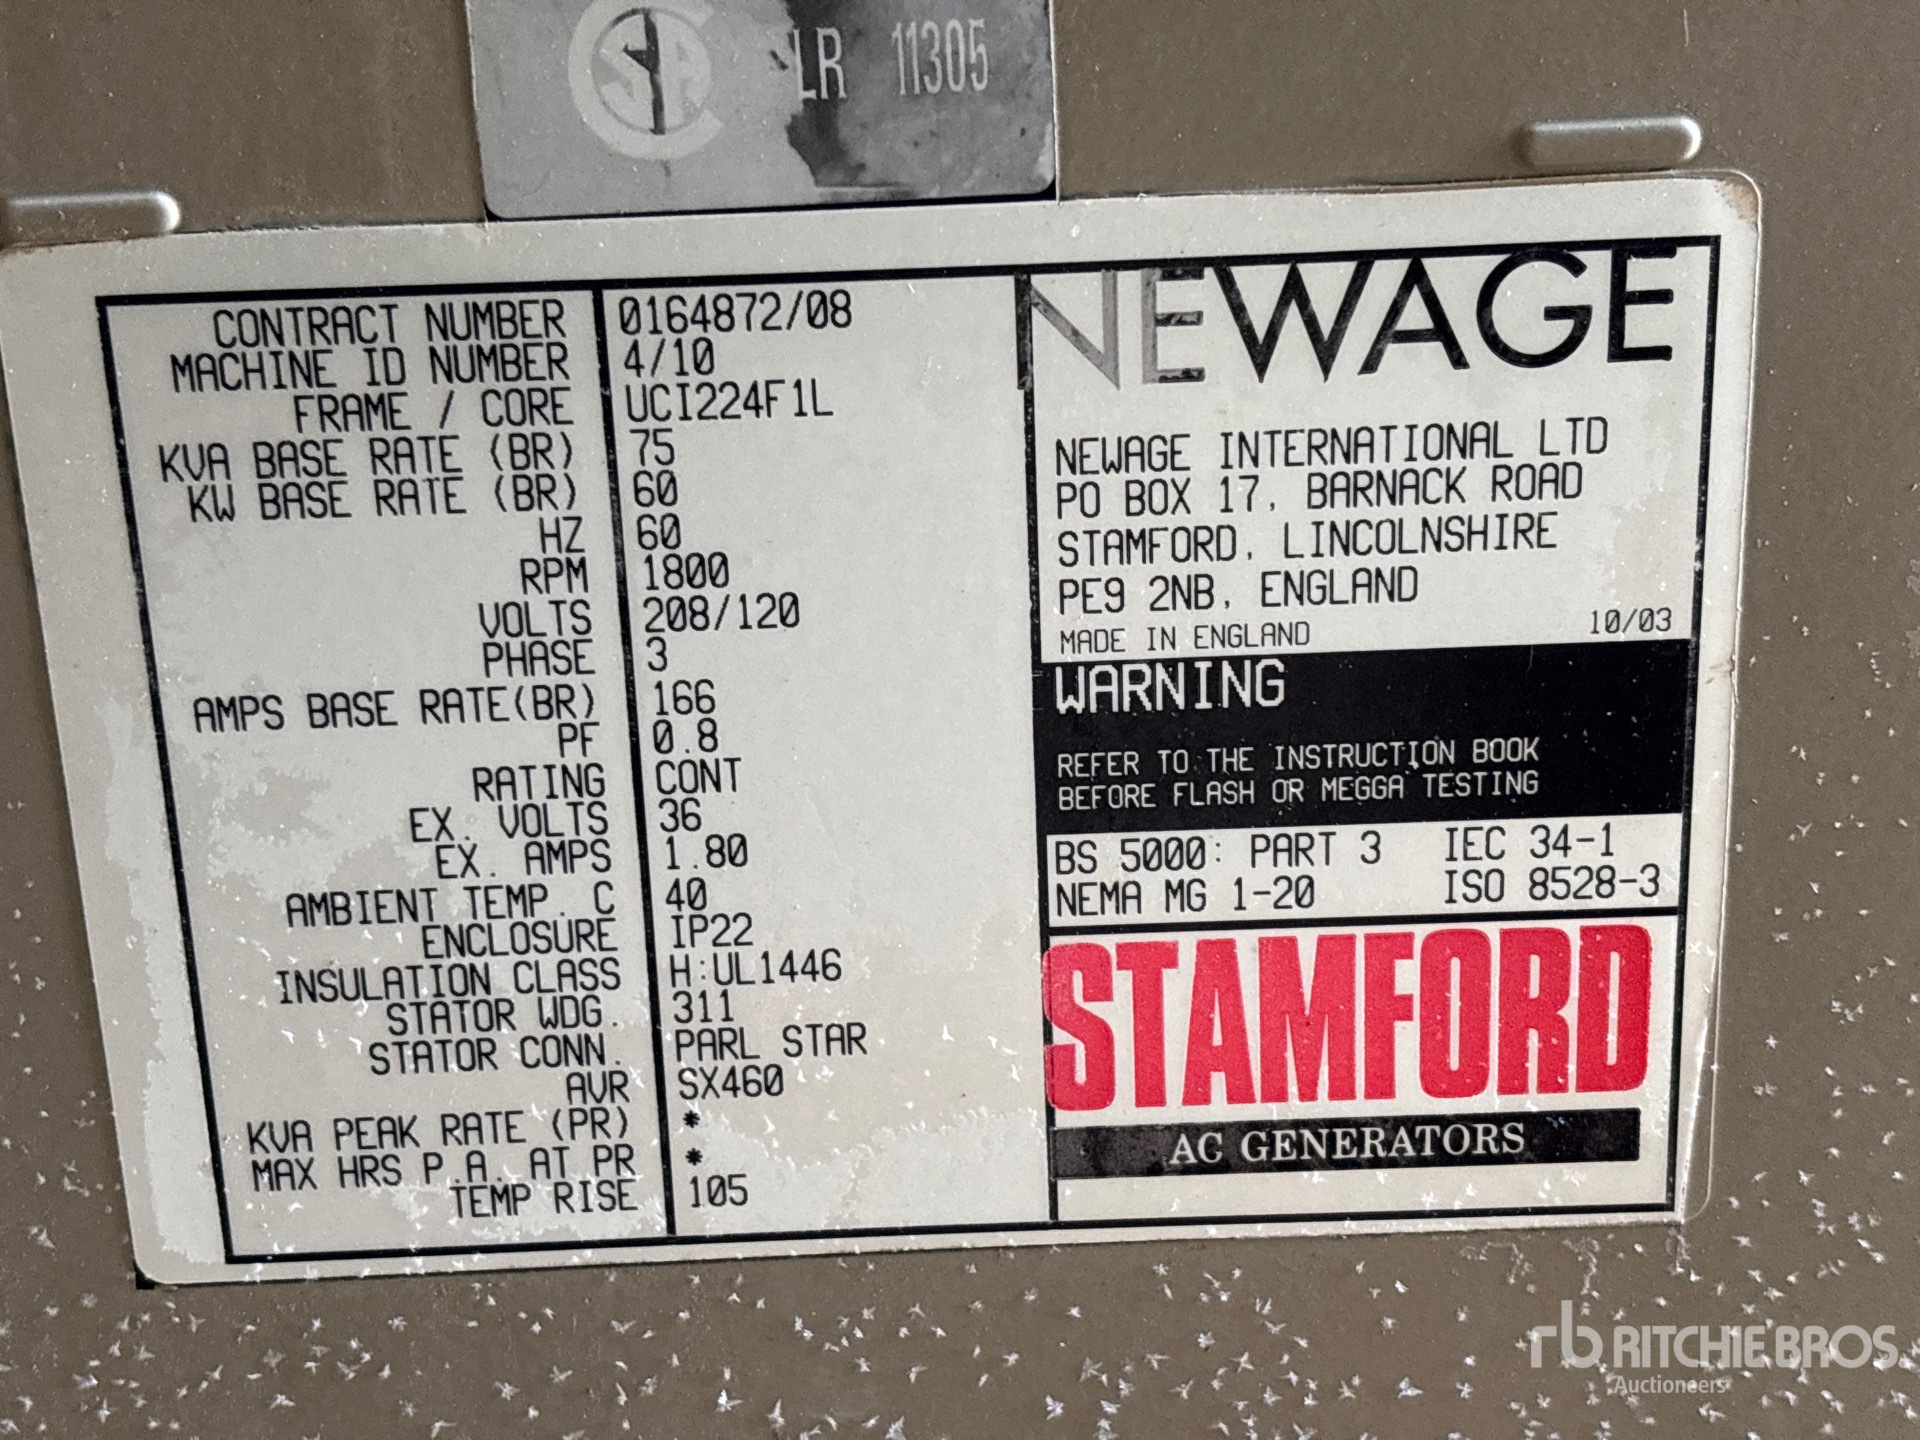 CSA LR 11305
CONTRACT NUMBER 0164872/08
MACHINE ID NUMBER 4/10
FRAME / CORE UCI224F1L
KVA BASE RATE (BR) 75
KW BASE RATE (BR) 60
HZ 60
RPM 1800
VOLTS 208/120
PHASE 3
AMPS BASE RATE(BR) 166
PF 0.8
RATING CONT
EX. VOLTS 36
EX. AMPS 1.80
AMBIENT TEMP. C 40
ENCLOSURE IP22
INSULATION CLASS H:UL1446
STATOR WDG. 311
STATOR CONN. PARL STAR
AVR SX460
KVA PEAK RATE (PR) *
MAX HRS P.A. AT PR *
TEMP RISE 105
NEWAGE
NEWAGE INTERNATIONAL LTD
PO BOX 17, BARNACK ROAD
STAMFORD, LINCOLNSHIRE
PE9 2NB, ENGLAND
MADE IN ENGLAND 10/03
WARNING
REFER TO THE INSTRUCTION BOOK
BEFORE FLASH OR MEGGA TESTING
BS 5000: PART 3 IEC 34-1
NEMA MG 1-20 ISO 8528-3
STAMFORD
AC GENERATORS
rb RITCHIE BROS.
Auctioneers